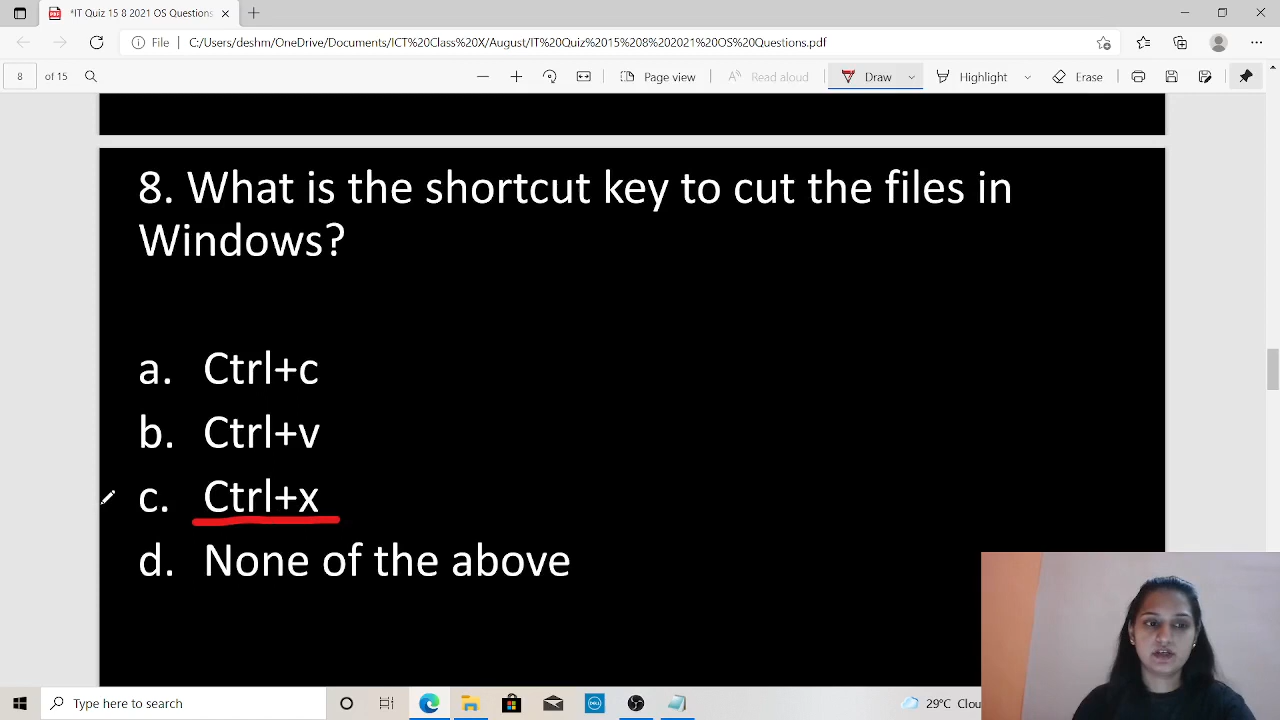 *IT Quiz 15 8 2021 OS Questions
File
C:/Users/deshm/OneDrive/Documents/ICT%20Class%20X/August/IT%20Quiz%2015%208%202021%20OS%20Questions.pdf
8 of 15
Page view
Read aloud
Draw
Highlight
Erase
8. What is the shortcut key to cut the files in
Windows?
a. Ctrl+c
b. Ctrl+v
c. Ctrl+x
d. None of the above
Type here to search
DELL
29°C Clou